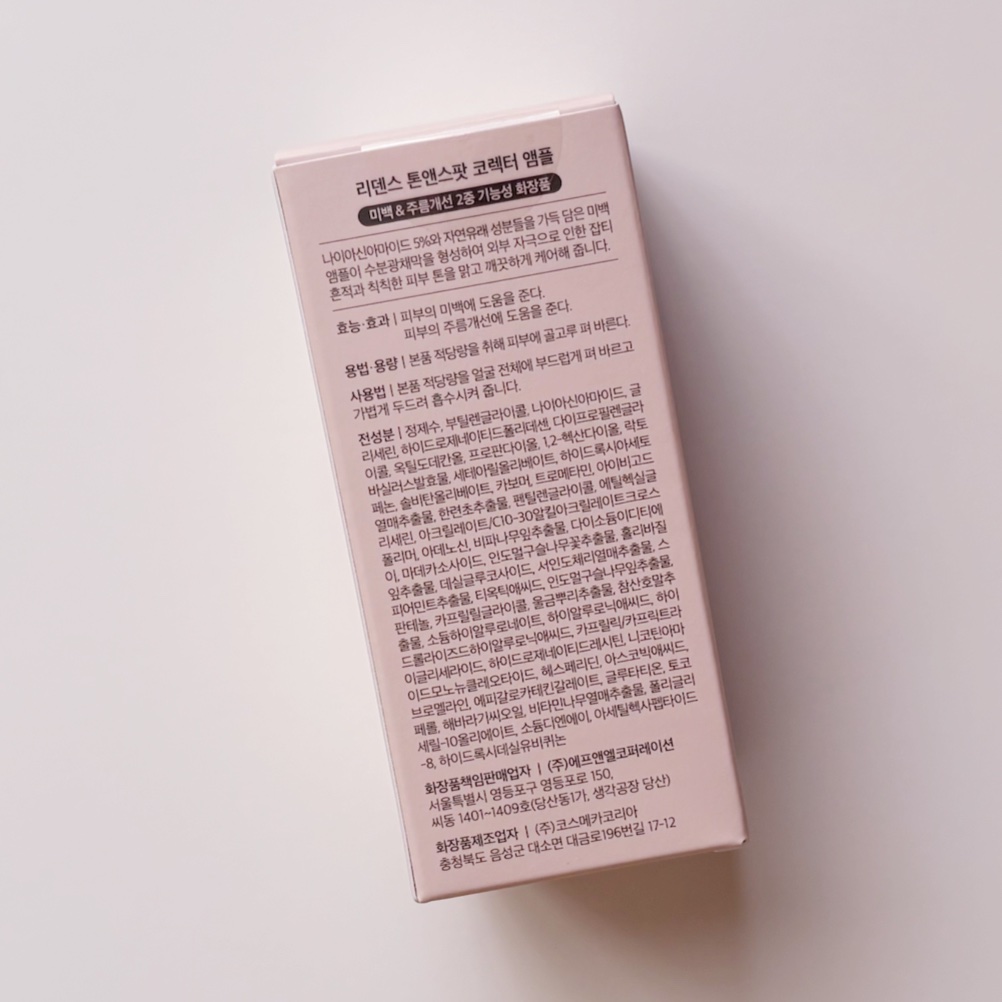 리덴스 톤앤스팟 코렉터 앰플
미백 & 주름개선 2중 기능성 화장품
나이아신아마이드 5%와 자연유래 성분들을 가득 담은 미백
앰플이 수분광채막을 형성하여 외부 자극으로 인한 잡티
흔적과 칙칙한 피부 톤을 맑고 깨끗하게 케어해 줍니다.
효능·효과 | 피부의 미백에 도움을 준다.
피부의 주름개선에 도움을 준다.
용법·용량 | 본품 적당량을 취해 피부에 골고루 펴 바른다.
사용법 | 본품 적당량을 얼굴 전체에 부드럽게 펴 바르고
가볍게 두드려 흡수시켜 줍니다.
전성분 | 정제수, 부틸렌글라이콜, 나이아신아마이드, 글
리세린, 하이드로제네이티드폴리데센, 다이프로필렌글라
이콜, 옥틸도데칸올, 프로판다이올, 1,2-헥산다이올, 락토
바실러스발효물, 세테아릴올리베이트, 하이드록시아세토
페논, 솔비탄올리베이트, 카보머, 트로메타민, 아이비고드
열매추출물, 한련초추출물, 펜틸렌글라이콜, 에틸헥실글
리세린, 아크릴레이트/C10-30알킬아크릴레이트크로스
폴리머, 아데노신, 비파나무잎추출물, 다이소듐이디티에
이, 마데카소사이드, 인도멀구슬나무꽃추출물, 홀리바질
잎추출물, 데실글루코사이드, 서인도체리열매추출물, 스
피어민트추출물, 티옥틱애씨드, 인도멀구슬나무잎추출물,
판테놀, 카프릴릴글라이콜, 울금뿌리추출물, 참산호말추
출물, 소듐하이알루로네이트, 하이알루로닉애씨드, 하이
드롤라이즈드하이알루로닉애씨드, 카프릴릭/카프릭트라
이글리세라이드, 하이드로제네이티드레시틴, 니코틴아마
이드모노뉴클레오타이드, 헤스페리딘, 아스코빅애씨드,
브로멜라인, 에피갈로카테킨갈레이트, 글루타티온, 토코
페롤, 해바라기씨오일, 비타민나무열매추출물, 폴리글리
세릴-10올리에이트, 소듐디엔에이, 아세틸헥사펩타이드
-8, 하이드록시데실유비퀴논
화장품책임판매업자 | (주)에프앤엘코퍼레이션
서울특별시 영등포구 영등포로 150,
씨동 1401~1409호(당산동1가, 생각공장 당산)
화장품제조업자 | (주)코스메카코리아
충청북도 음성군 대소면 대금로196번길 17-12